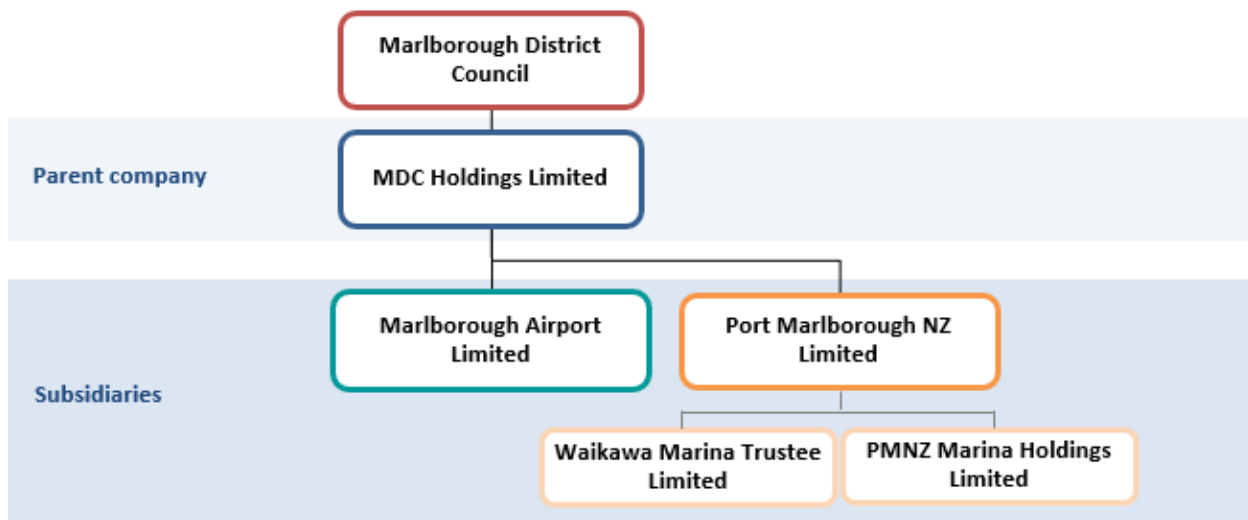 Marlborough District
Council
Parent company
MDC Holdings Limited
Marlborough Airport
Limited
Port Marlborough NZ
Limited
Subsidiaries
Waikawa Marina Trustee
Limited
PMNZ Marina Holdings
Limited